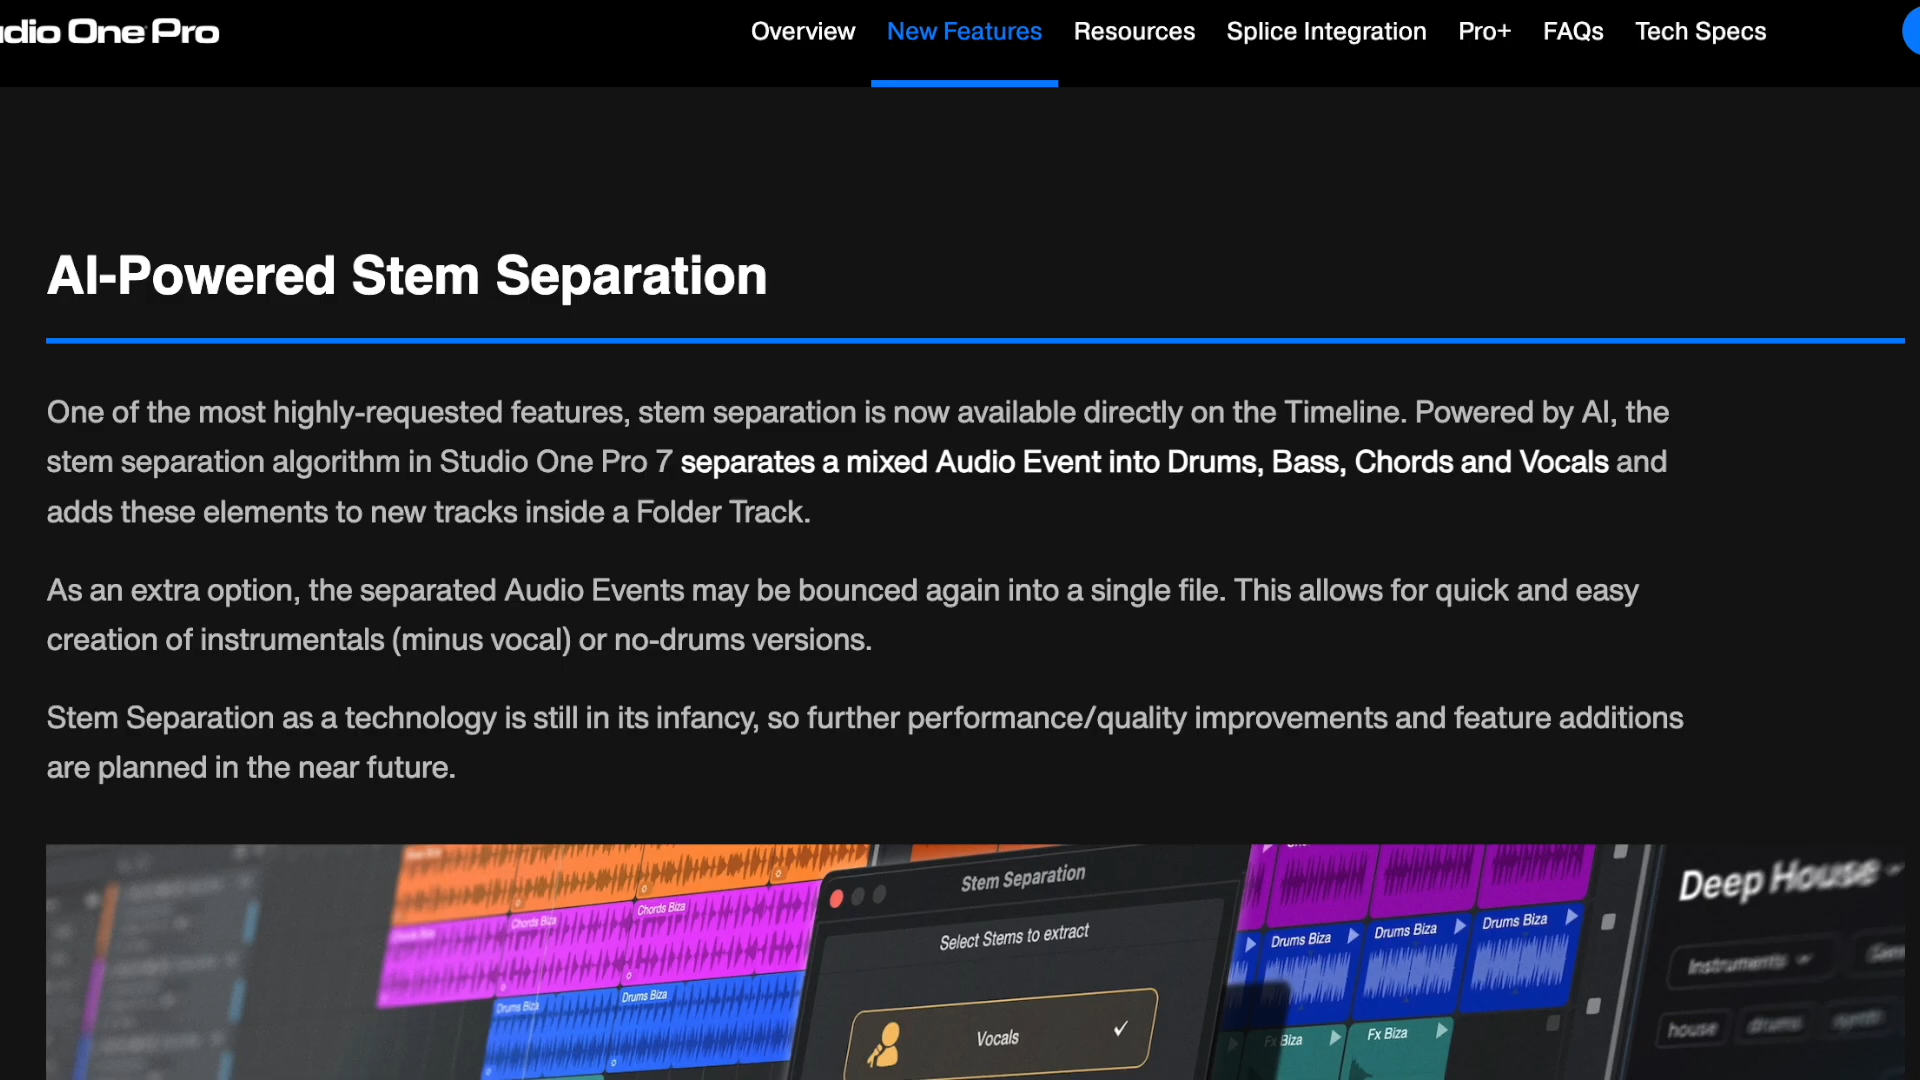 dio One Pro
Overview New Features Resources Splice Integration Pro+ FAQs Tech Specs
AI-Powered Stem Separation
One of the most highly-requested features, stem separation is now available directly on the Timeline. Powered by AI, the
stem separation algorithm in Studio One Pro 7 separates a mixed Audio Event into Drums, Bass, Chords and Vocals and
adds these elements to new tracks inside a Folder Track.
As an extra option, the separated Audio Events may be bounced again into a single file. This allows for quick and easy
creation of instrumentals (minus vocal) or no-drums versions.
Stem Separation as a technology is still in its infancy, so further performance/quality improvements and feature additions
are planned in the near future.
Stem Separation
Select Stems to extract
Vocals
Chords Biza
Chords Biza
Drums Biza
Drums Biza
Drums Biza
Drums Biza
Drums Biza
Fx Biza
Fx Biza
Deep House
Instruments
house drums synth